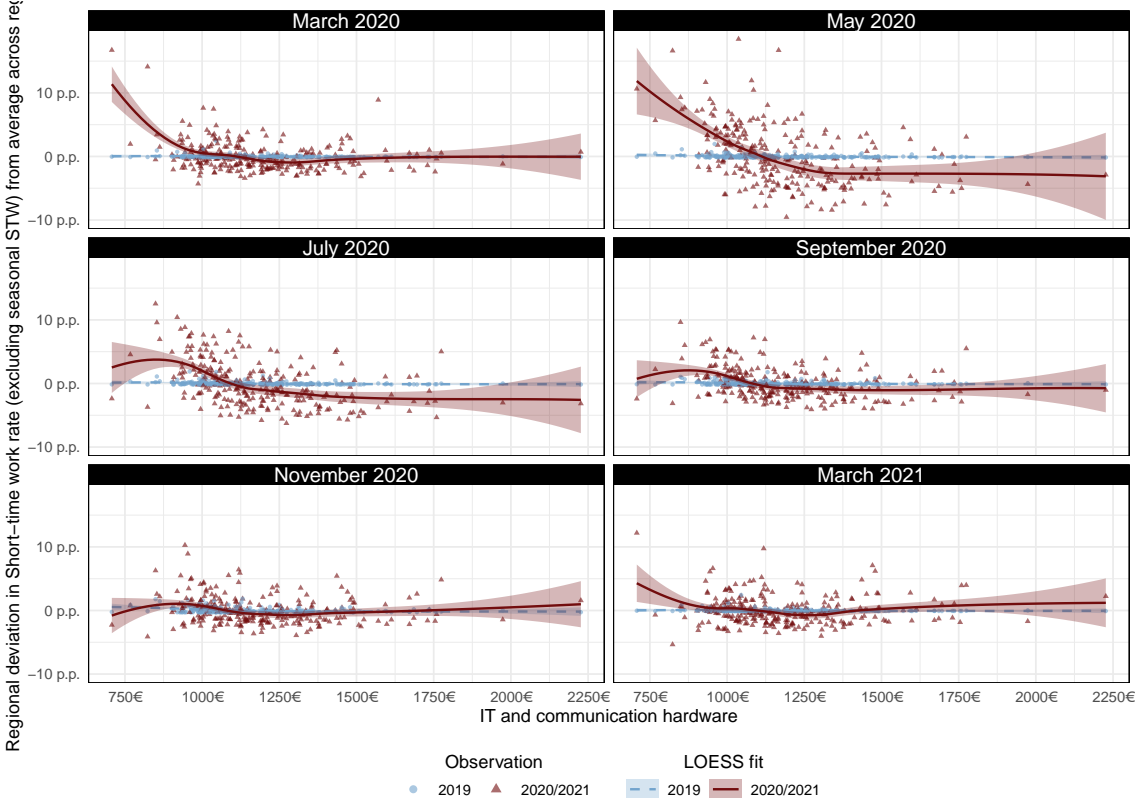 Regional deviation in Short−time work rate (excluding seasonal STW) from average across reg
March 2020
May 2020
10 p.p.
0 p.p.
−10 p.p.
July 2020
September 2020
10 p.p.
0 p.p.
−10 p.p.
November 2020
March 2021
10 p.p.
0 p.p.
−10 p.p.
750€ 1000€ 1250€ 1500€ 1750€ 2000€ 2250€ 750€ 1000€ 1250€ 1500€ 1750€ 2000€ 2250€
IT and communication hardware
Observation LOESS fit
2019 2020/2021 2019 2020/2021